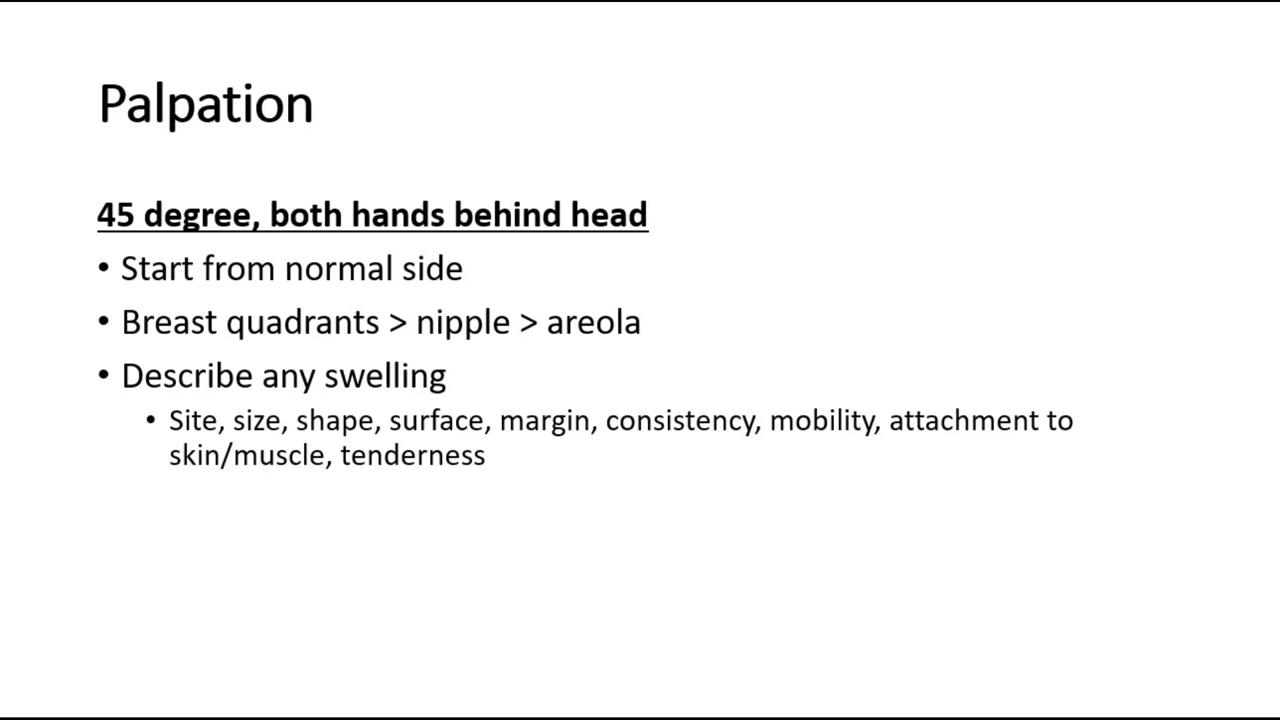 Palpation
45 degree, both hands behind head
• Start from normal side
• Breast quadrants > nipple > areola
• Describe any swelling
• Site, size, shape, surface, margin, consistency, mobility, attachment to
skin/muscle, tenderness